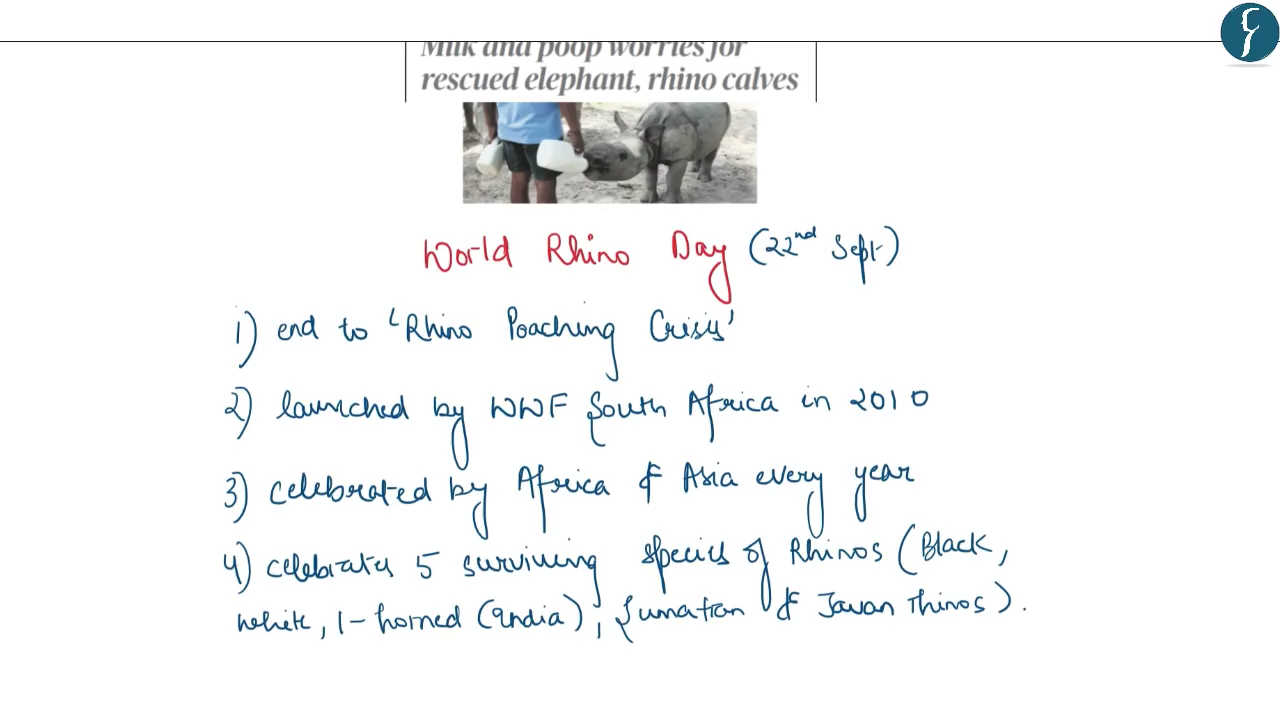 Milk and poop worries for
rescued elephant, rhino calves
World Rhino Day (22nd Sept)
1) end to 'Rhino Poaching Crisis'
2) launched by WWF South Africa in 2010
3) celebrated by Africa & Asia every year
4) celebrates 5 surviving species of Rhinos (Black,
white, 1-horned (India), Sumatran & Javan rhinos).